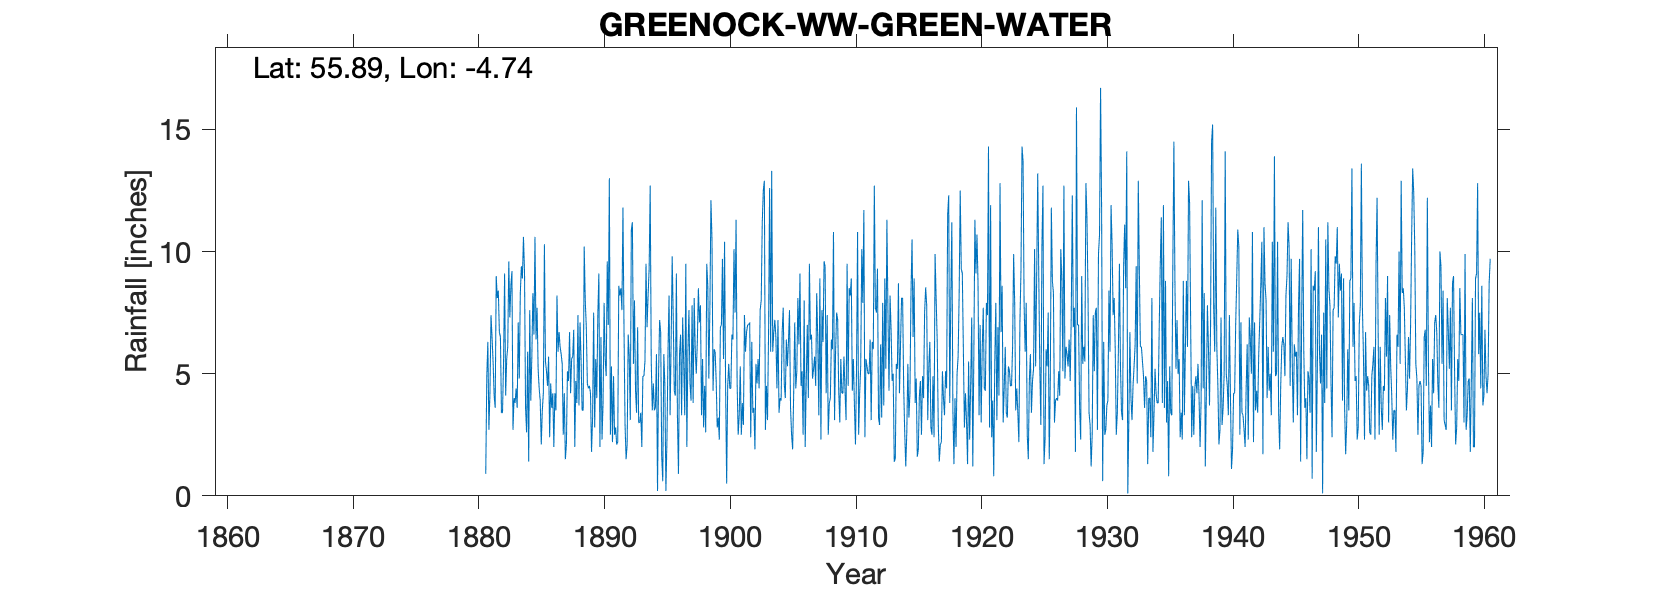 GREENOCK-WW-GREEN-WATER
Lat: 55.89, Lon: -4.74
Rainfall [inches]
15
10
5
0
1860 1870 1880 1890 1900 1910 1920 1930 1940 1950 1960
Year